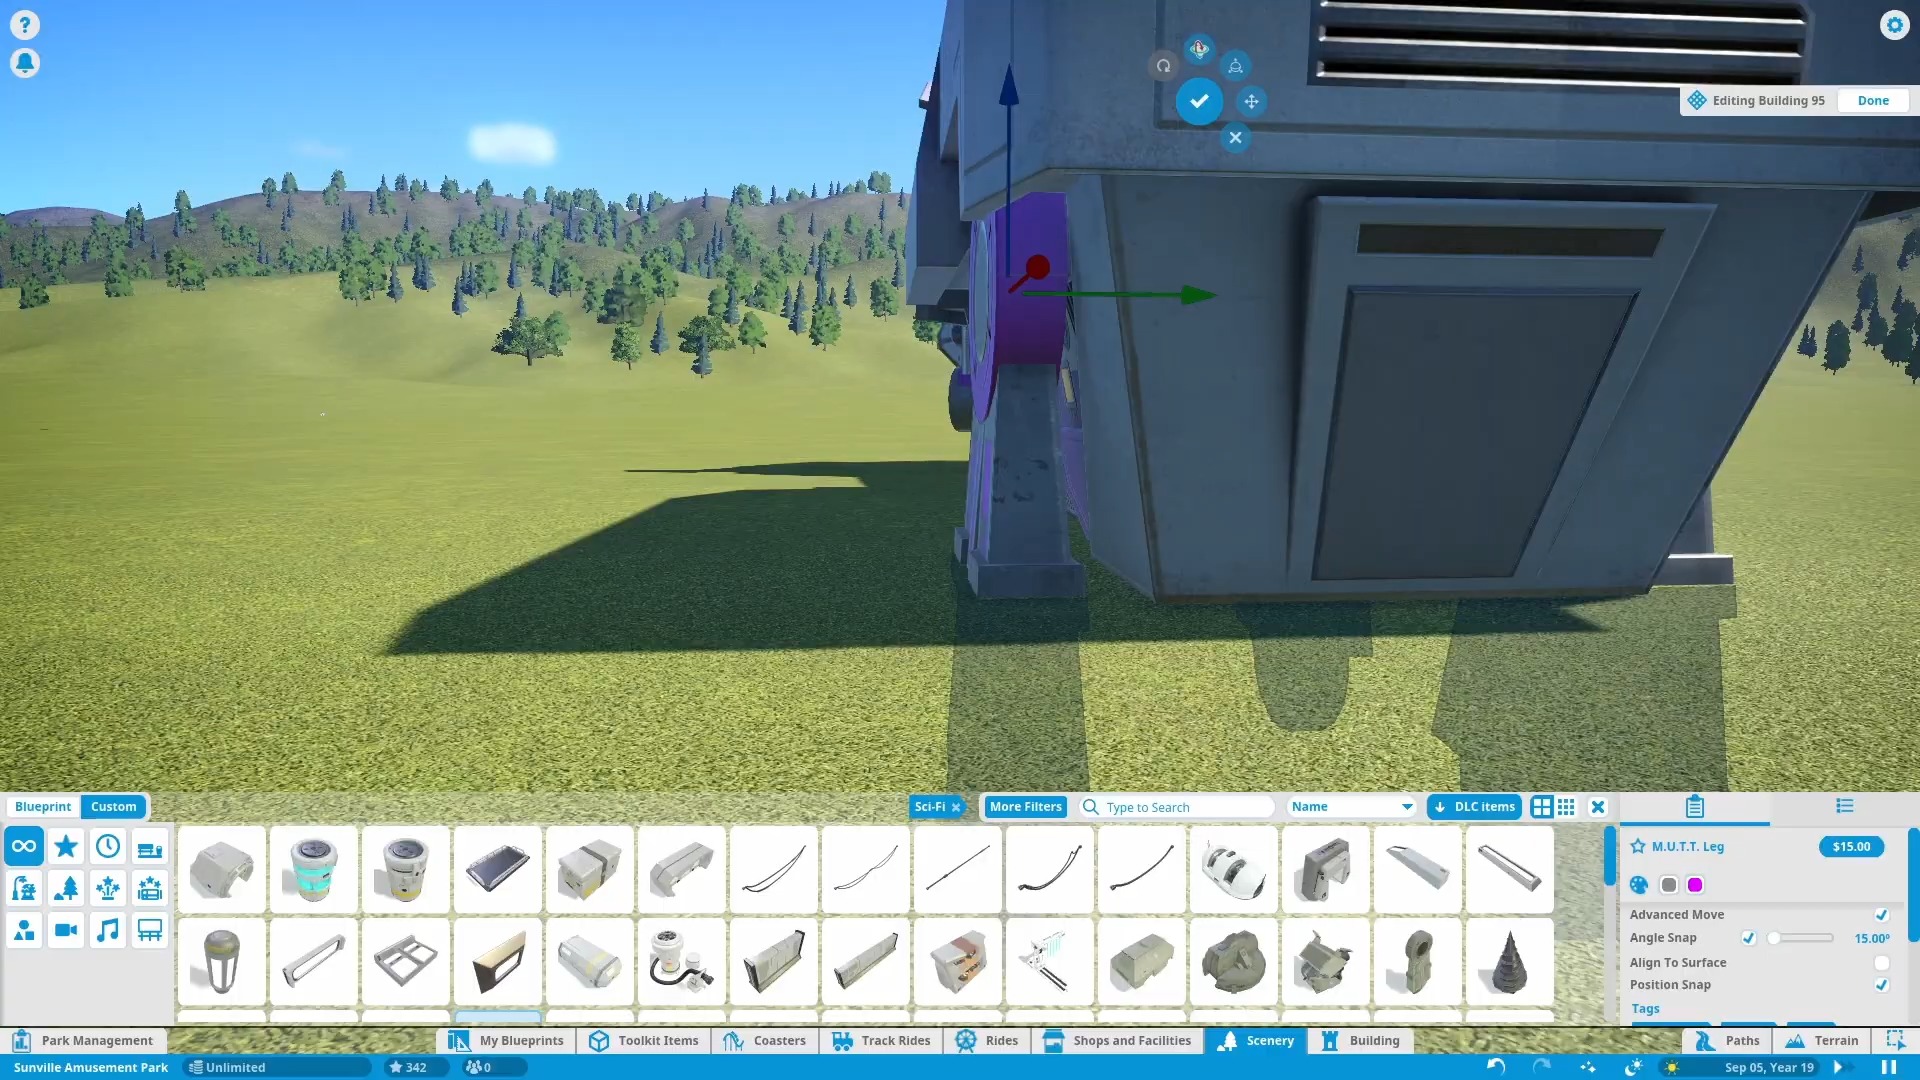 ?
Editing Building 95
Done
Blueprint
Custom
Sci-Fi ×
More Filters
Type to Search
Name
DLC items
M.U.T.T. Leg
$15.00
Advanced Move
Angle Snap
15.00°
Align To Surface
Position Snap
Tags
Park Management
My Blueprints
Toolkit Items
Coasters
Track Rides
Rides
Shops and Facilities
Scenery
Building
Paths
Terrain
Sunville Amusement Park
Unlimited
342
0
Sep 05, Year 19